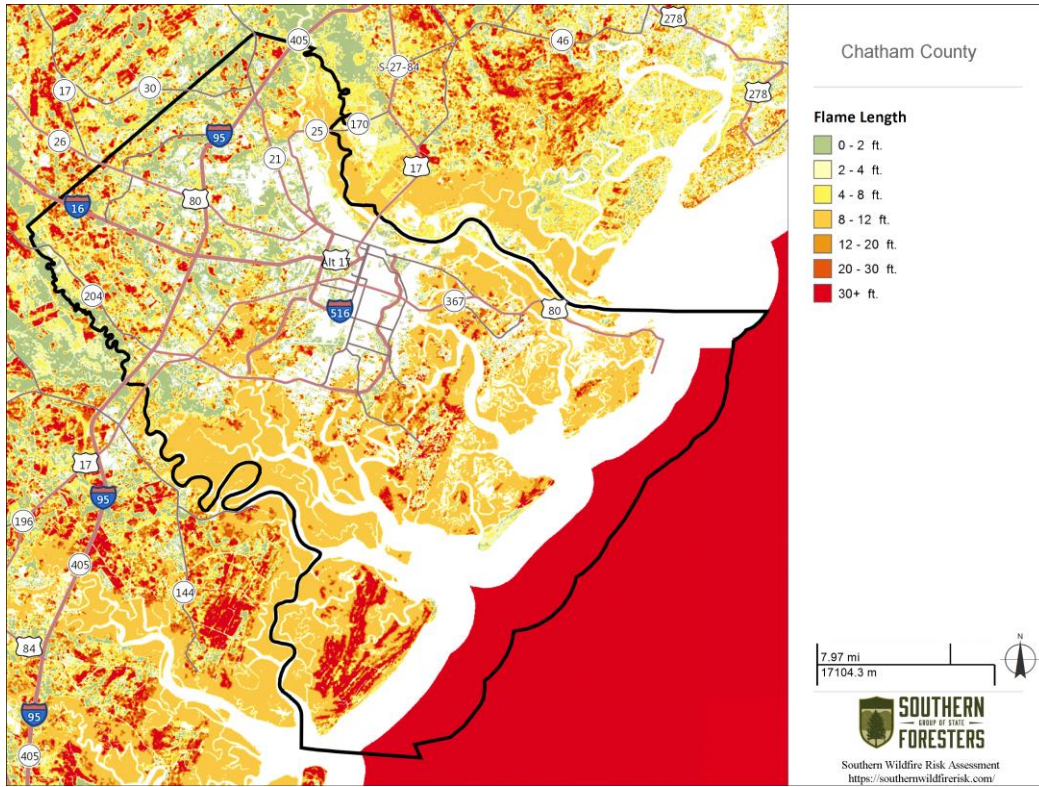 405
46
278
S-27-84
17
30
278
95
25
170
26
21
17
80
16
Alt 17
204
367
80
516
17
95
196
405
144
84
95
405
Chatham County
Flame Length
0 - 2 ft.
2 - 4 ft.
4 - 8 ft.
8 - 12 ft.
12 - 20 ft.
20 - 30 ft.
30+ ft.
7.97 mi
17104.3 m
N
SOUTHERN
GROUP OF STATE
FORESTERS
Southern Wildfire Risk Assessment
https://southernwildfirerisk.com/